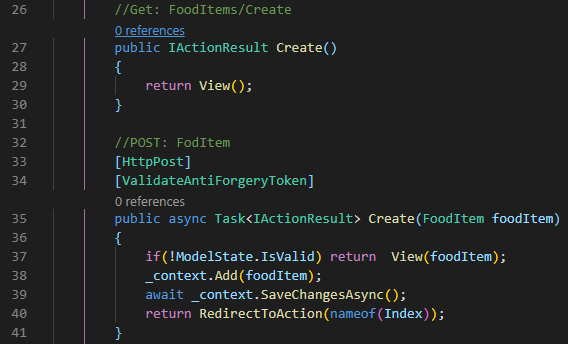 26 //Get: FoodItems/Create
0 references
27 public IActionResult Create()
28 {
29 return View();
30 }
31
32 //POST: FodItem
33 [HttpPost]
34 [ValidateAntiForgeryToken]
0 references
35 public async Task<IActionResult> Create(FoodItem foodItem)
36 {
37 if(!ModelState.IsValid) return  View(foodItem);
38 _context.Add(foodItem);
39 await _context.SaveChangesAsync();
40 return RedirectToAction(nameof(Index));
41 }